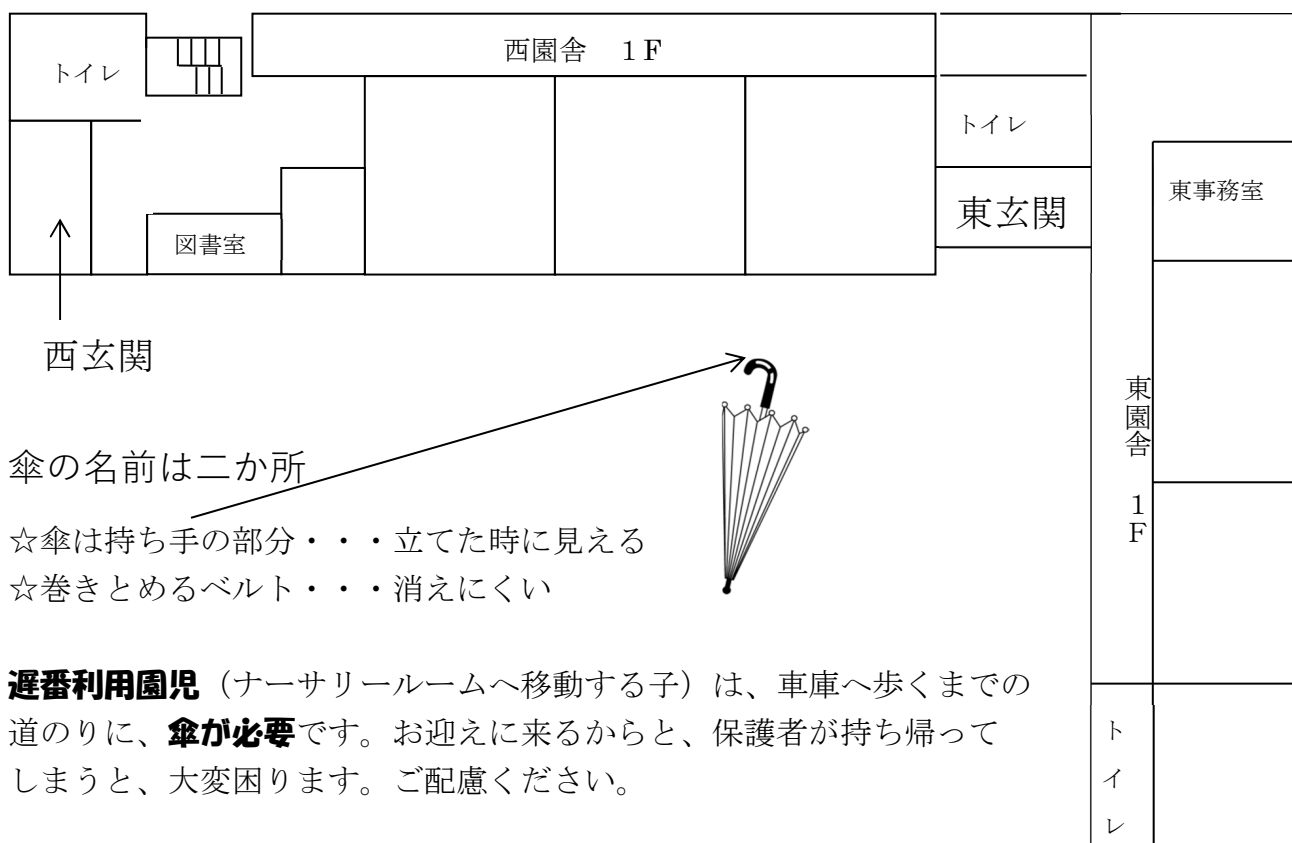 西園舎　１F
トイレ
トイレ
東事務室
東玄関
図書室
西玄関
東園舎　１F
傘の名前は二か所
☆傘は持ち手の部分・・・立てた時に見える
☆巻きとめるベルト・・・消えにくい
遅番利用園児（ナーサリールームへ移動する子）は、車庫へ歩くまでの
道のりに、傘が必要です。お迎えに来るからと、保護者が持ち帰って
しまうと、大変困ります。ご配慮ください。
トイレ